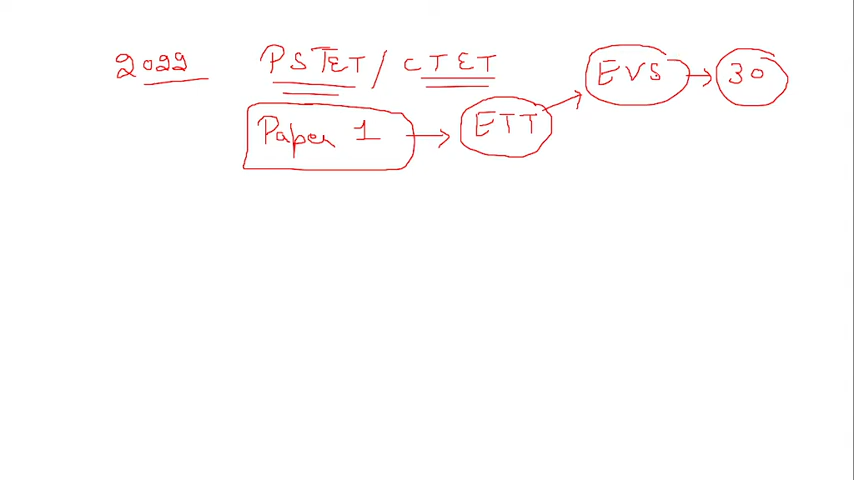 2022 PSTET / CTET EVS → 30
Paper 1 → ETT